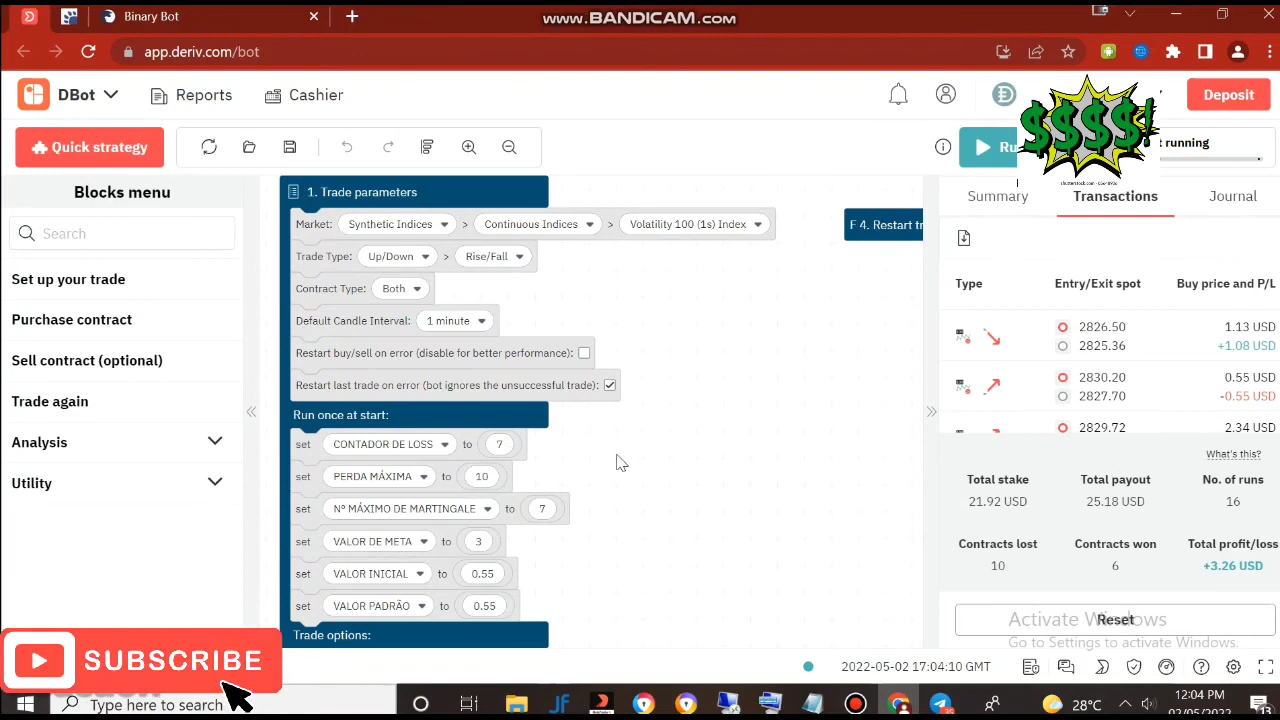 www.BANDICAM.com
Binary Bot
app.deriv.com/bot
DBot
Reports
Cashier
Deposit
$$$$!
Quick strategy
Ru
t running
Blocks menu
Search
Set up your trade
Purchase contract
Sell contract (optional)
Trade again
Analysis
Utility
1. Trade parameters
Market: Synthetic Indices > Continuous Indices > Volatility 100 (1s) Index
Trade Type: Up/Down > Rise/Fall
Contract Type: Both
Default Candle Interval: 1 minute
Restart buy/sell on error (disable for better performance):
Restart last trade on error (bot ignores the unsuccessful trade):
Run once at start:
set CONTADOR DE LOSS to 7
set PERDA MÁXIMA to 10
set Nº MÁXIMO DE MARTINGALE to 7
set VALOR DE META to 3
set VALOR INICIAL to 0.55
set VALOR PADRÃO to 0.55
Trade options:
F 4. Restart tr
Summary Transactions Journal
Type Entry/Exit spot Buy price and P/L
2826.50 1.13 USD
2825.36 +1.08 USD
2830.20 0.55 USD
2827.70 -0.55 USD
2829.72 2.34 USD
What's this?
Total stake Total payout No. of runs
21.92 USD 25.18 USD 16
Contracts lost Contracts won Total profit/loss
10 6 +3.26 USD
Reset
Activate Windows
Go to Settings to activate Windows.
2022-05-02 17:04:10 GMT
SUBSCRIBE
Type here to search
28°C
12:04 PM
02/05/2022